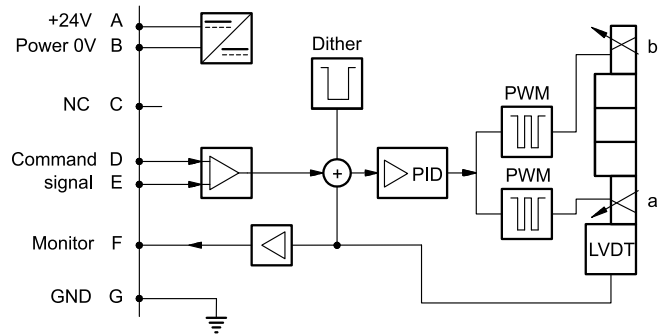 +24V A
Power 0V B
Dither
b
NC C
PWM
Command D
signal E
+
PID
PWM
a
Monitor F
LVDT
GND G